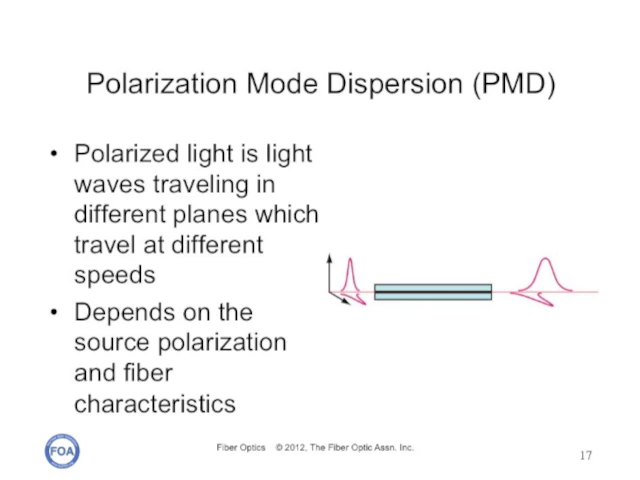 Polarization Mode Dispersion (PMD)
• Polarized light is light
waves traveling in
different planes which
travel at different
speeds
• Depends on the
source polarization
and fiber
characteristics
FOA
Fiber Optics © 2012, The Fiber Optic Assn. Inc.
17